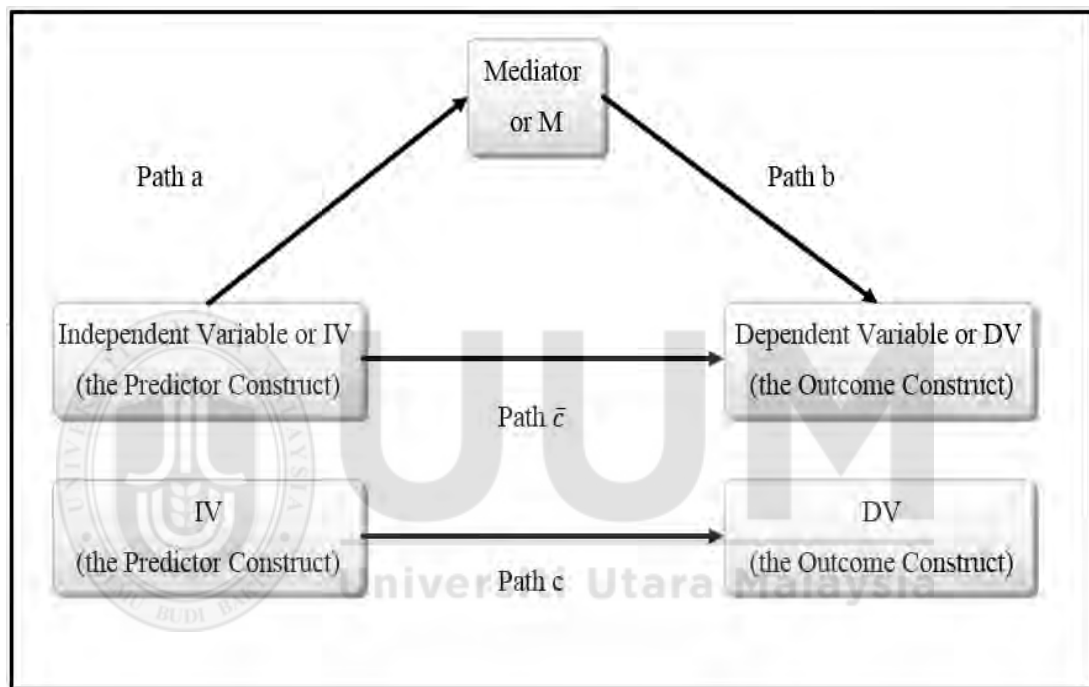 Mediator
or M
Path a
Path b
Independent Variable or IV
(the Predictor Construct)
Dependent Variable or DV
(the Outcome Construct)
Path c̄
UUM
IV
(the Predictor Construct)
DV
(the Outcome Construct)
Path c
Universiti Utara Malaysia
BUDI